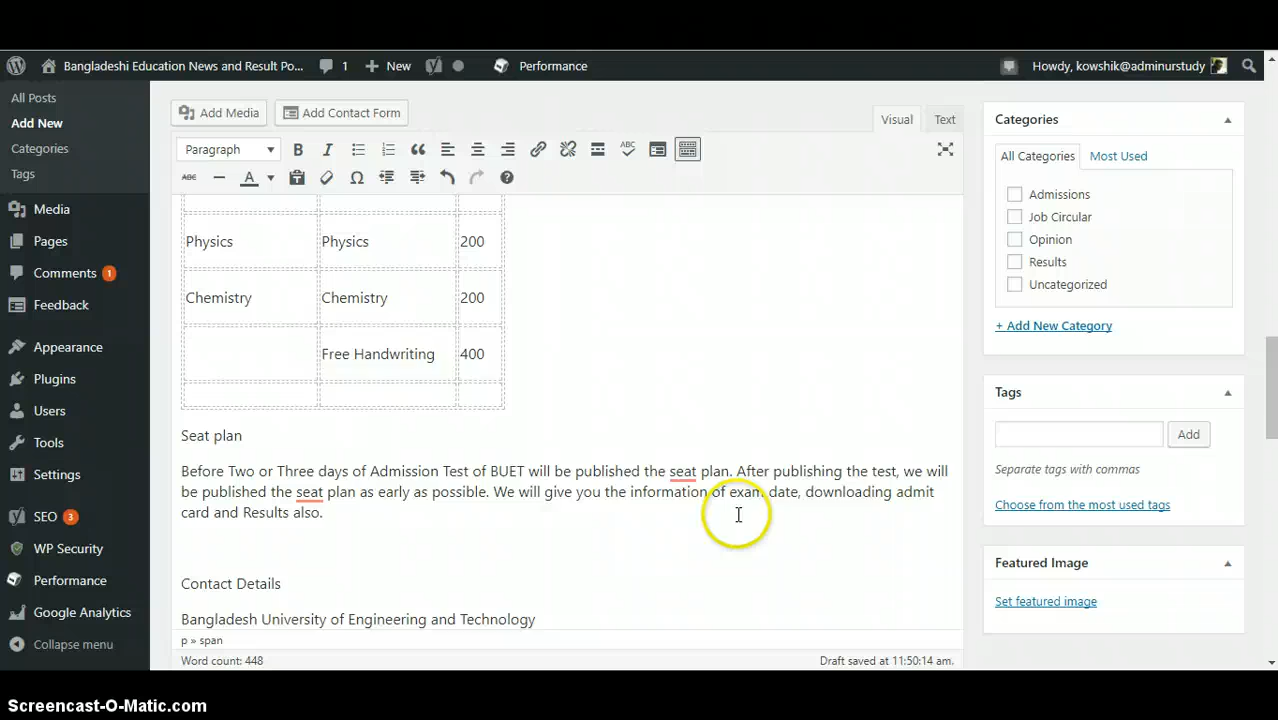 Bangladeshi Education News and Result Po... 1 New Performance Howdy, kowshik@adminurstudy
All Posts
Add New
Categories
Tags
Media
Pages
Comments 1
Feedback
Appearance
Plugins
Users
Tools
Settings
SEO 3
WP Security
Performance
Google Analytics
Collapse menu
Add Media Add Contact Form
Visual Text
Paragraph B I “ ABC
ABC A Ω ?
Physics Physics 200
Chemistry Chemistry 200
Free Handwriting 400
Seat plan
Before Two or Three days of Admission Test of BUET will be published the seat plan. After publishing the test, we will
be published the seat plan as early as possible. We will give you the information of exam date, downloading admit
card and Results also.
Contact Details
Bangladesh University of Engineering and Technology
p » span
Word count: 448 Draft saved at 11:50:14 am.
Categories
All Categories Most Used
Admissions
Job Circular
Opinion
Results
Uncategorized
+ Add New Category
Tags
Add
Separate tags with commas
Choose from the most used tags
Featured Image
Set featured image
Screencast-O-Matic.com